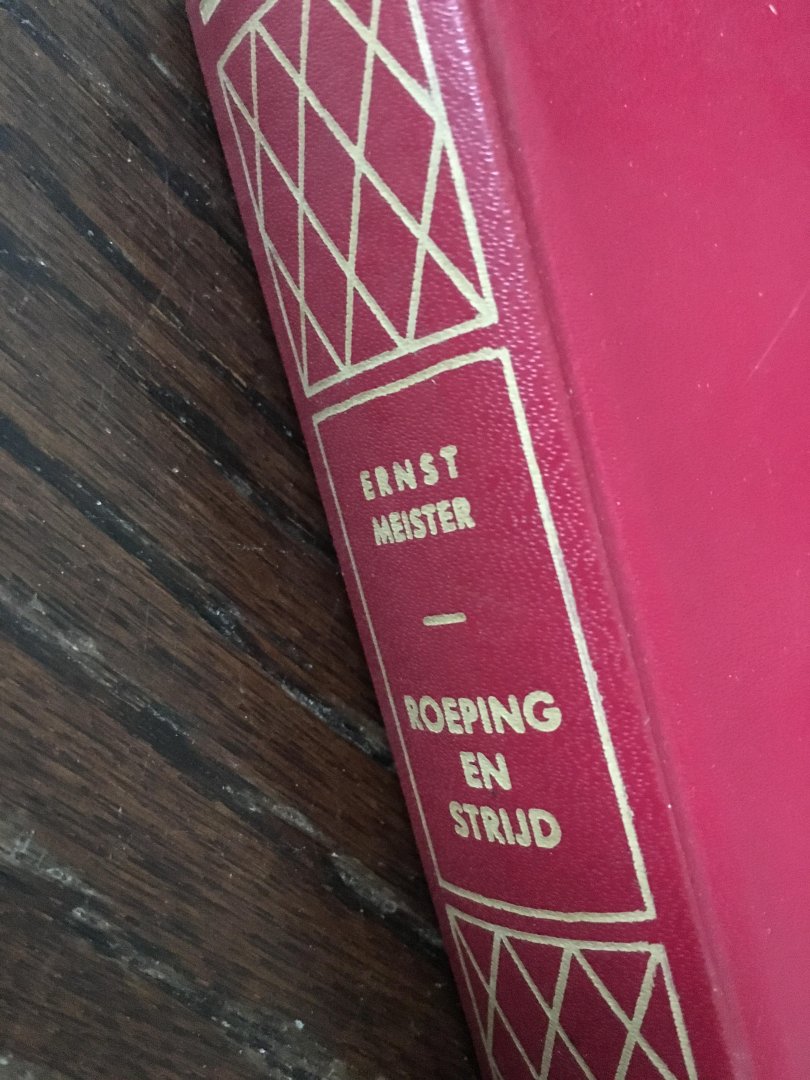 ERNST
MEISTER
—
ROEPING
EN
STRIJD